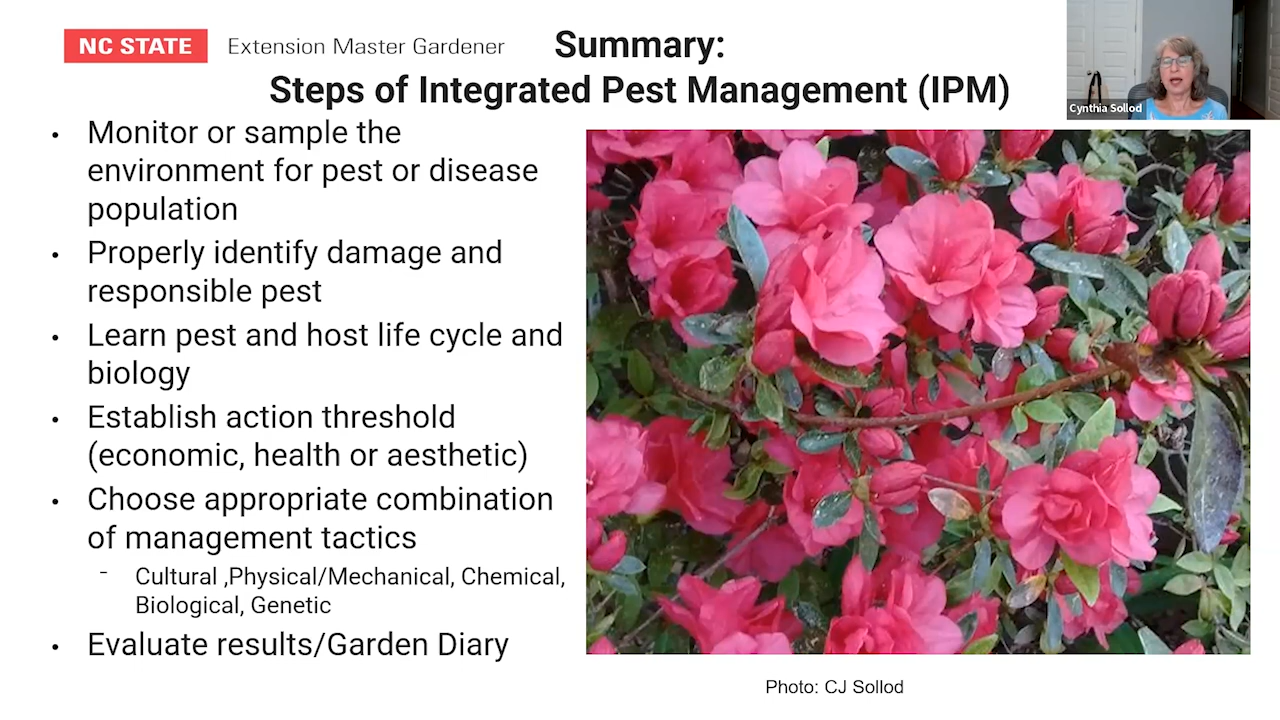 NC STATE Extension Master Gardener
Summary:
Steps of Integrated Pest Management (IPM)
Cynthia Sollod
• Monitor or sample the
environment for pest or disease
population
• Properly identify damage and
responsible pest
• Learn pest and host life cycle and
biology
• Establish action threshold
(economic, health or aesthetic)
• Choose appropriate combination
of management tactics
- Cultural ,Physical/Mechanical, Chemical,
Biological, Genetic
• Evaluate results/Garden Diary
Photo: CJ Sollod